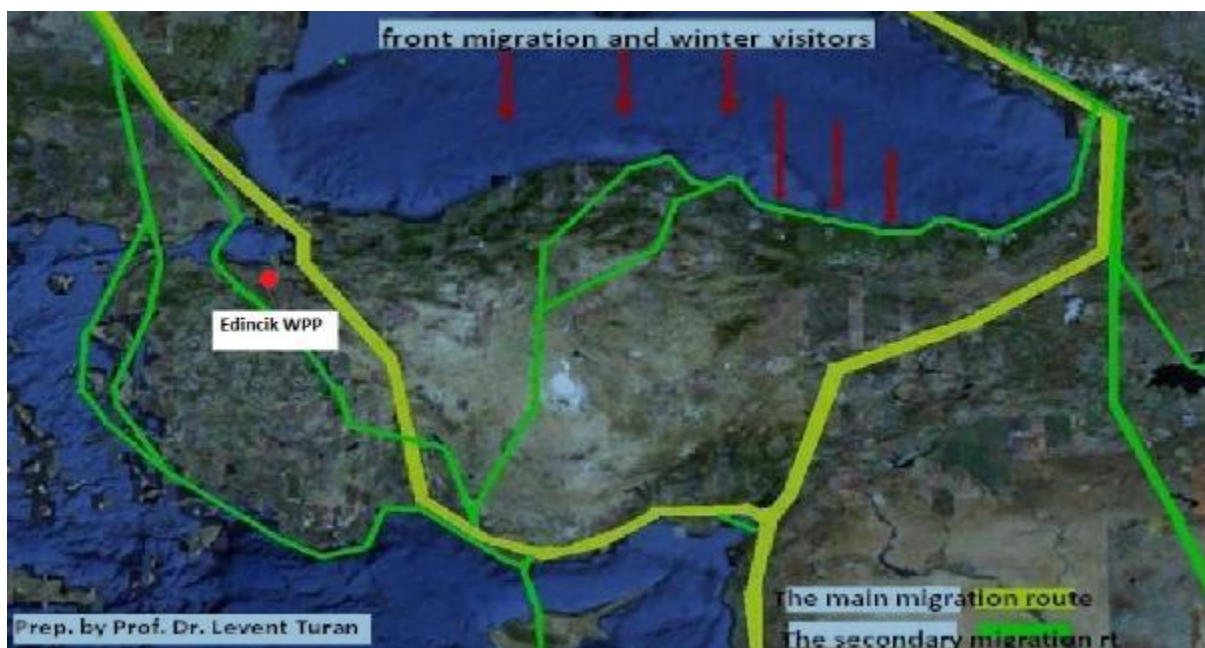 front migration and winter visitors
Edincik WPP
The main migration route
Prep. by Prof. Dr. Levent Turan
The secondary migration rt.